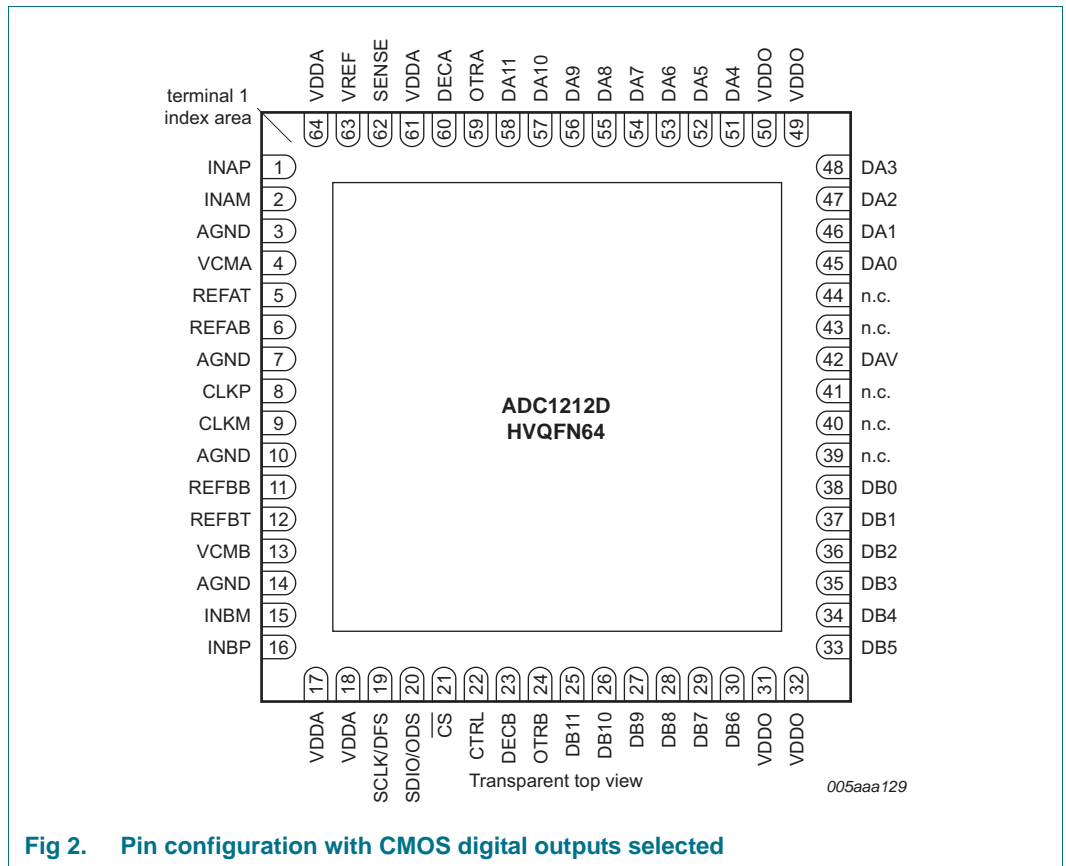 VDDA VREF SENSE VDDA DECA OTRA DA11 DA10 DA9 DA8 DA7 DA6 DA5 DA4 VDDO VDDO
terminal 1
index area
64 63 62 61 60 59 58 57 56 55 54 53 52 51 50 49
INAP 1 48 DA3
INAM 2 47 DA2
AGND 3 46 DA1
VCMA 4 45 DA0
REFAT 5 44 n.c.
REFAB 6 43 n.c.
AGND 7 42 DAV
CLKP 8 41 n.c.
ADC1212D
HVQFN64
CLKM 9 40 n.c.
AGND 10 39 n.c.
REFBB 11 38 DB0
REFBT 12 37 DB1
VCMB 13 36 DB2
AGND 14 35 DB3
INBM 15 34 DB4
INBP 16 33 DB5
17 18 19 20 21 22 23 24 25 26 27 28 29 30 31 32
VDDA VDDA SCLK/DFS SDIO/ODS CS CTRL DECB OTRB DB11 DB10 DB9 DB8 DB7 DB6 VDDO VDDO
Transparent top view
005aaa129
Fig 2. Pin configuration with CMOS digital outputs selected